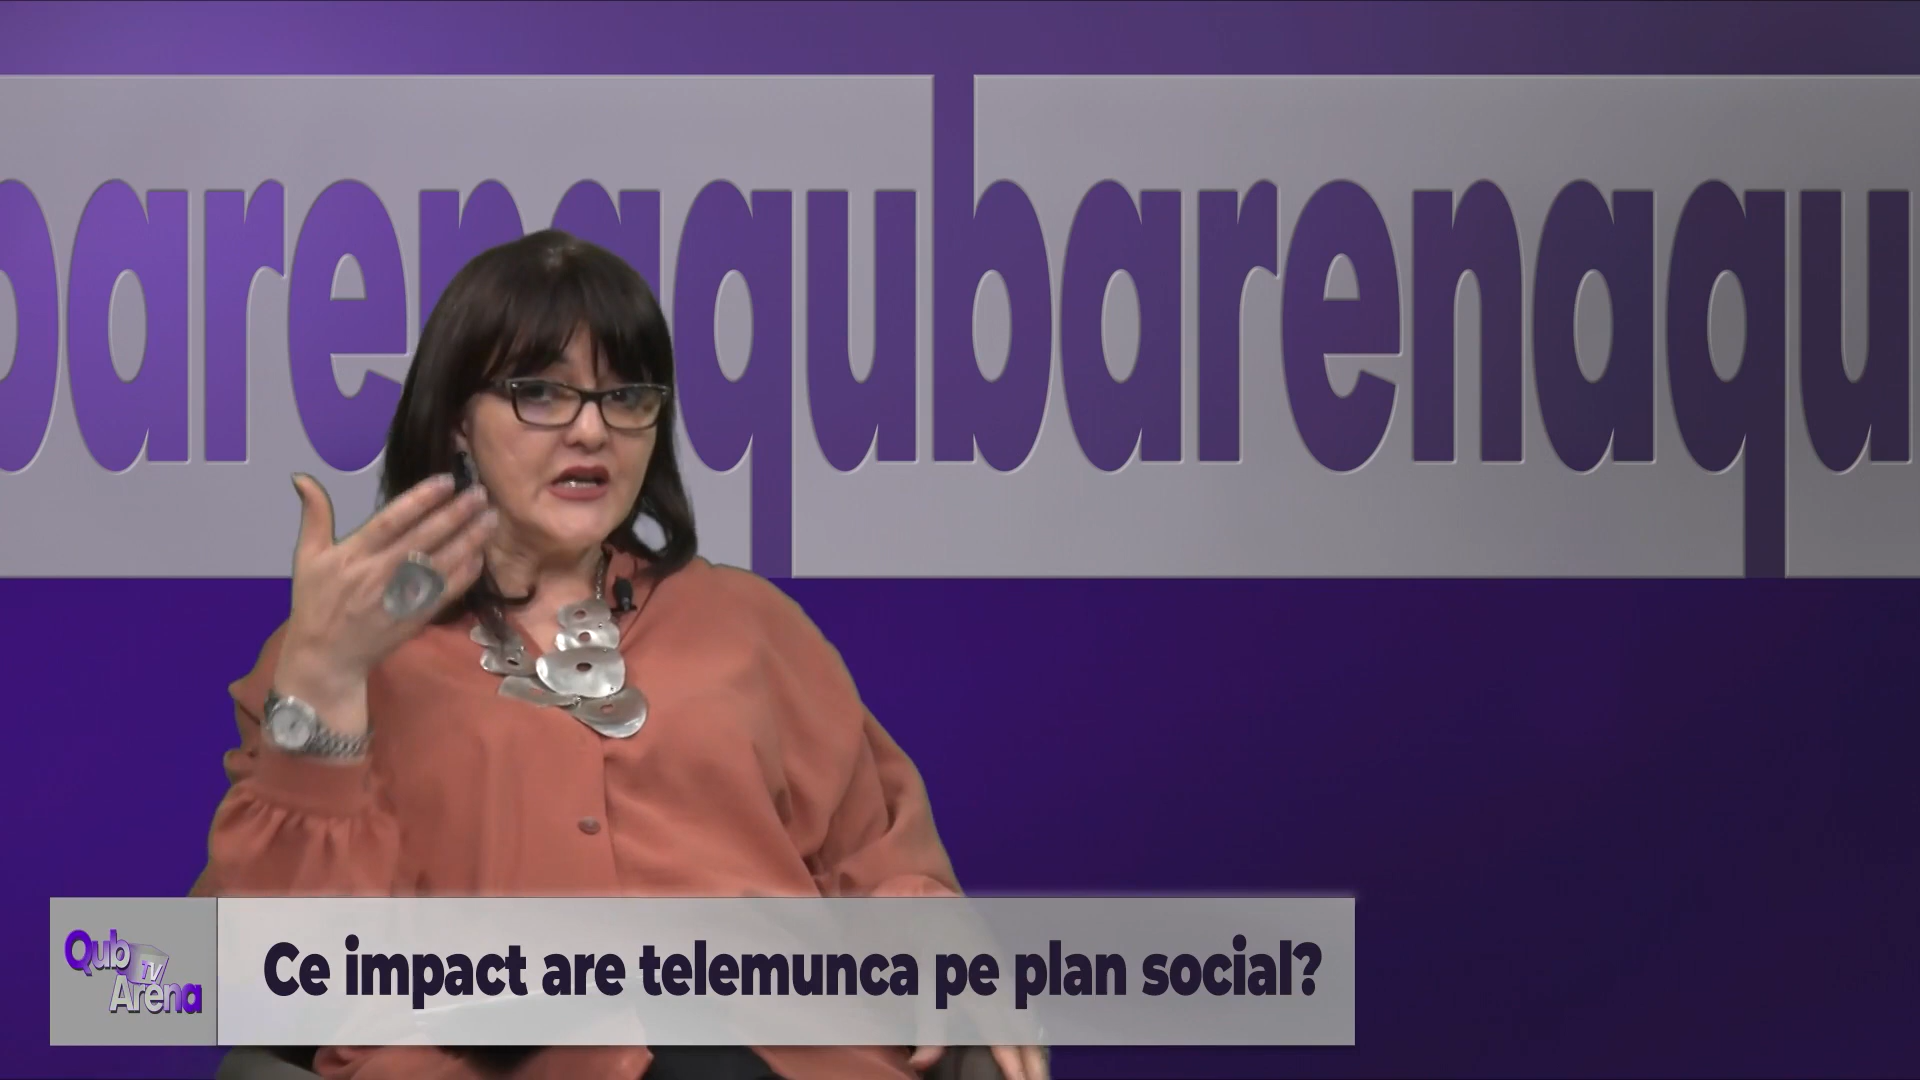 barenaqubarenaqu
Qub
TV
Arena
Ce impact are telemunca pe plan social?